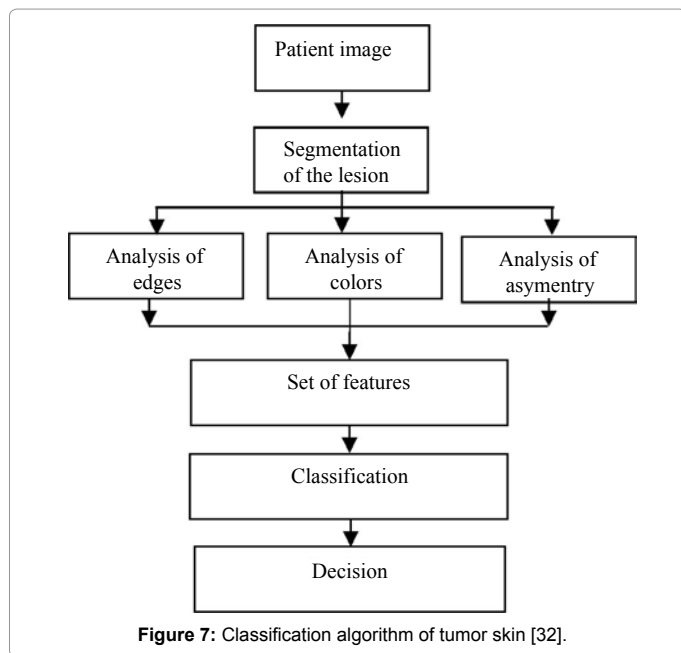 Patient image
Segmentation
of the lesion
Analysis of
edges
Analysis of
colors
Analysis of
asymentry
Set of features
Classification
Decision
Figure 7: Classification algorithm of tumor skin [32].